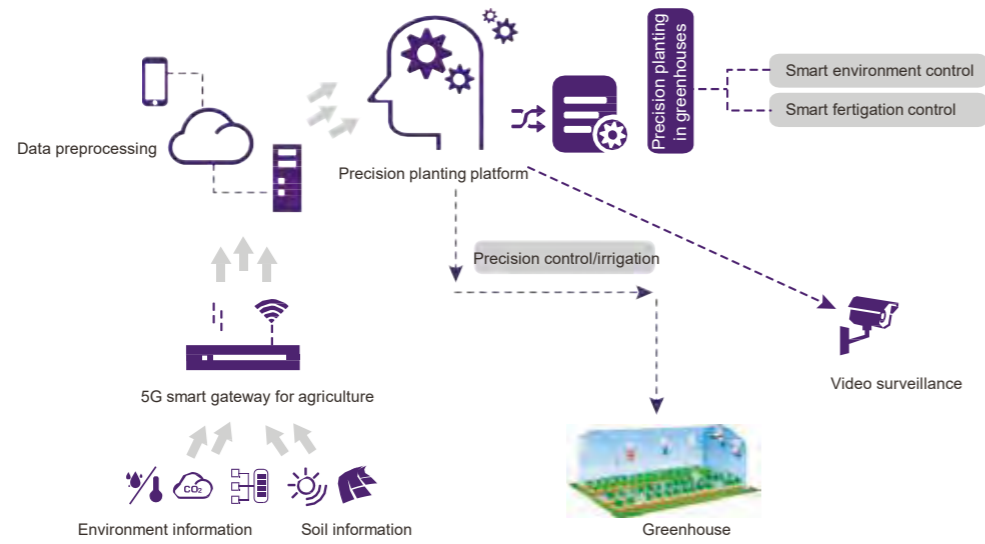 Precision planting
in greenhouses
Smart environment control
Smart fertigation control
Data preprocessing
Precision planting platform
Precision control/irrigation
Video surveillance
5G smart gateway for agriculture
CO2
Environment information
Soil information
Greenhouse